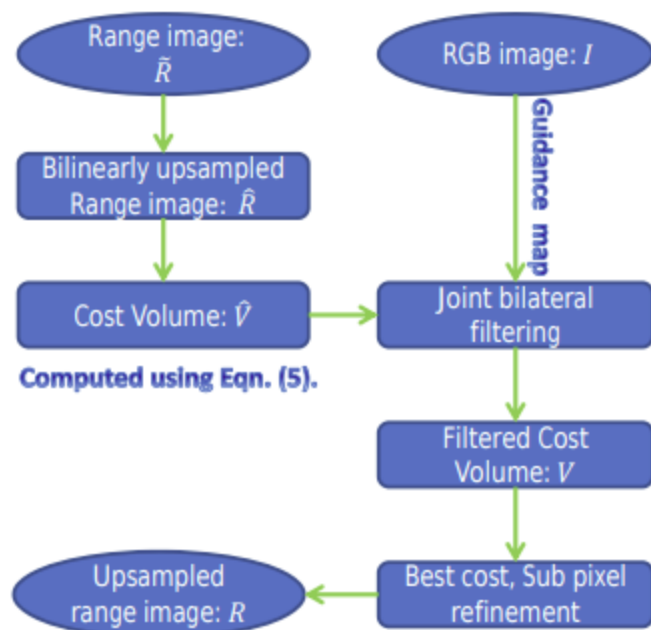 Range image:
R̃
RGB image: I
Guidance map
Bilinearly upsampled
Range image: R̂
Cost Volume: V̂
Joint bilateral
filtering
Computed using Eqn. (5).
Filtered Cost
Volume: V
Upsampled
range image: R
Best cost, Sub pixel
refinement